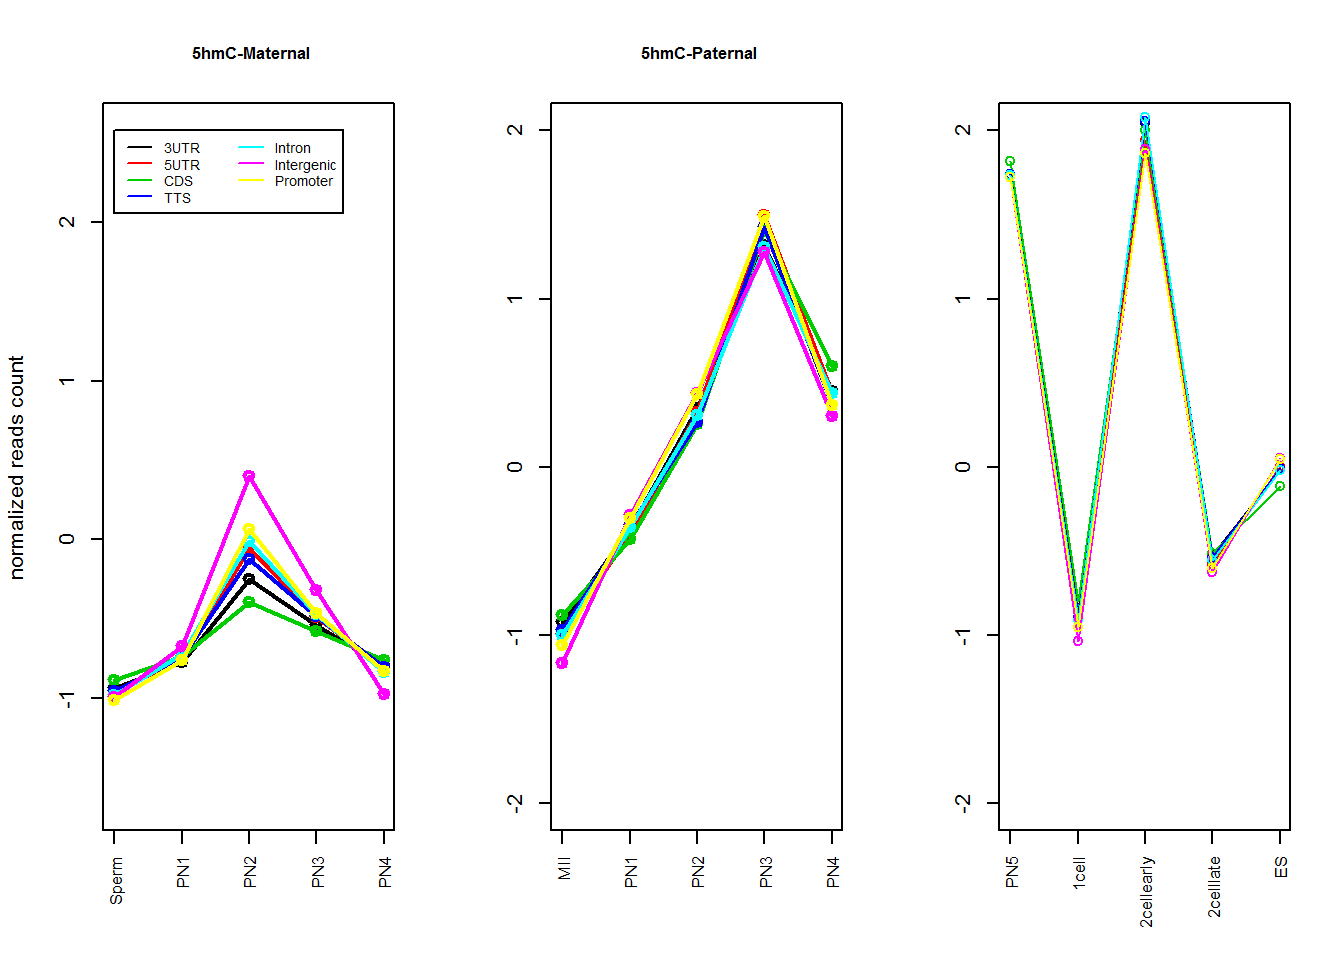 5hmC-Maternal
5hmC-Paternal
3UTR
5UTR
CDS
TTS
Intron
Intergenic
Promoter
normalized reads count
2
1
0
-1
Sperm
PN1
PN2
PN3
PN4
2
1
0
-1
-2
MII
PN1
PN2
PN3
PN4
2
1
0
-1
-2
PN5
1cell
2cellearly
2celllate
ES